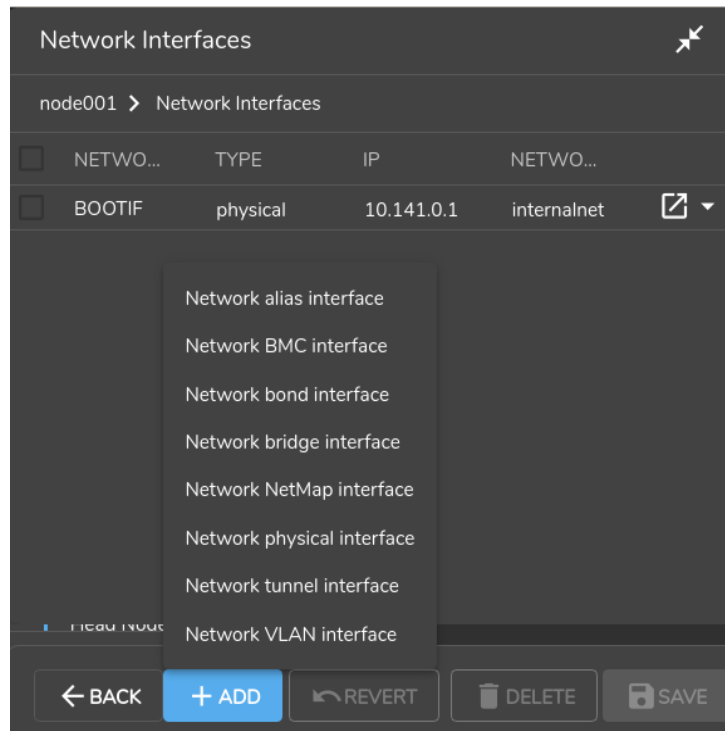 Network Interfaces
node001 Network Interfaces
NETWO... TYPE IP NETWO...
BOOTIF physical 10.141.0.1 internalnet
Network alias interface
Network BMC interface
Network bond interface
Network bridge interface
Network NetMap interface
Network physical interface
Network tunnel interface
Head Node
Network VLAN interface
BACK + ADD REVERT DELETE SAVE